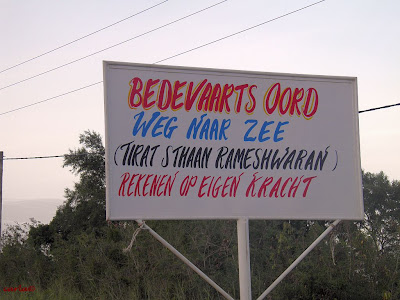 BEDEVAARTS OORD
WEG NAAR ZEE
(TIRAT STHAAN RAMESHWARAN)
REKENEN OP EIGEN KRACHT